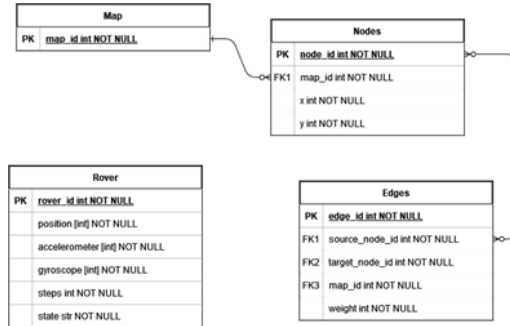 Map
PK map_id int NOT NULL
Nodes
PK node_id int NOT NULL
FK1 map_id int NOT NULL
x int NOT NULL
y int NOT NULL
Rover
PK rover_id int NOT NULL
position [int] NOT NULL
accelerometer [int] NOT NULL
gyroscope [int] NOT NULL
steps int NOT NULL
state str NOT NULL
Edges
PK edge_id int NOT NULL
FK1 source_node_id int NOT NULL
FK2 target_node_id int NOT NULL
FK3 map_id int NOT NULL
weight int NOT NULL